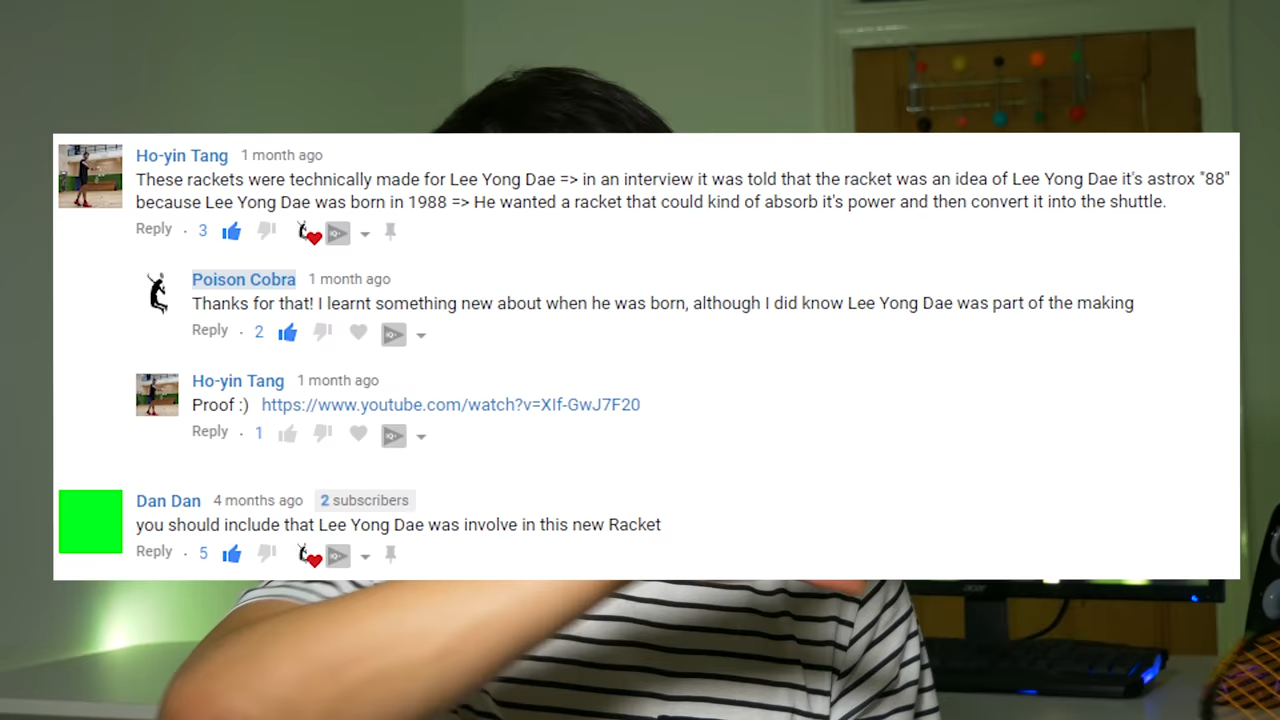 Ho-yin Tang 1 month ago
These rackets were technically made for Lee Yong Dae => in an interview it was told that the racket was an idea of Lee Yong Dae it's astrox "88"
because Lee Yong Dae was born in 1988 => He wanted a racket that could kind of absorb it's power and then convert it into the shuttle.
Reply · 3
Poison Cobra 1 month ago
Thanks for that! I learnt something new about when he was born, although I did know Lee Yong Dae was part of the making
Reply · 2
Ho-yin Tang 1 month ago
Proof :) https://www.youtube.com/watch?v=XIf-GwJ7F20
Reply · 1
Dan Dan 4 months ago 2 subscribers
you should include that Lee Yong Dae was involve in this new Racket
Reply · 5
acer